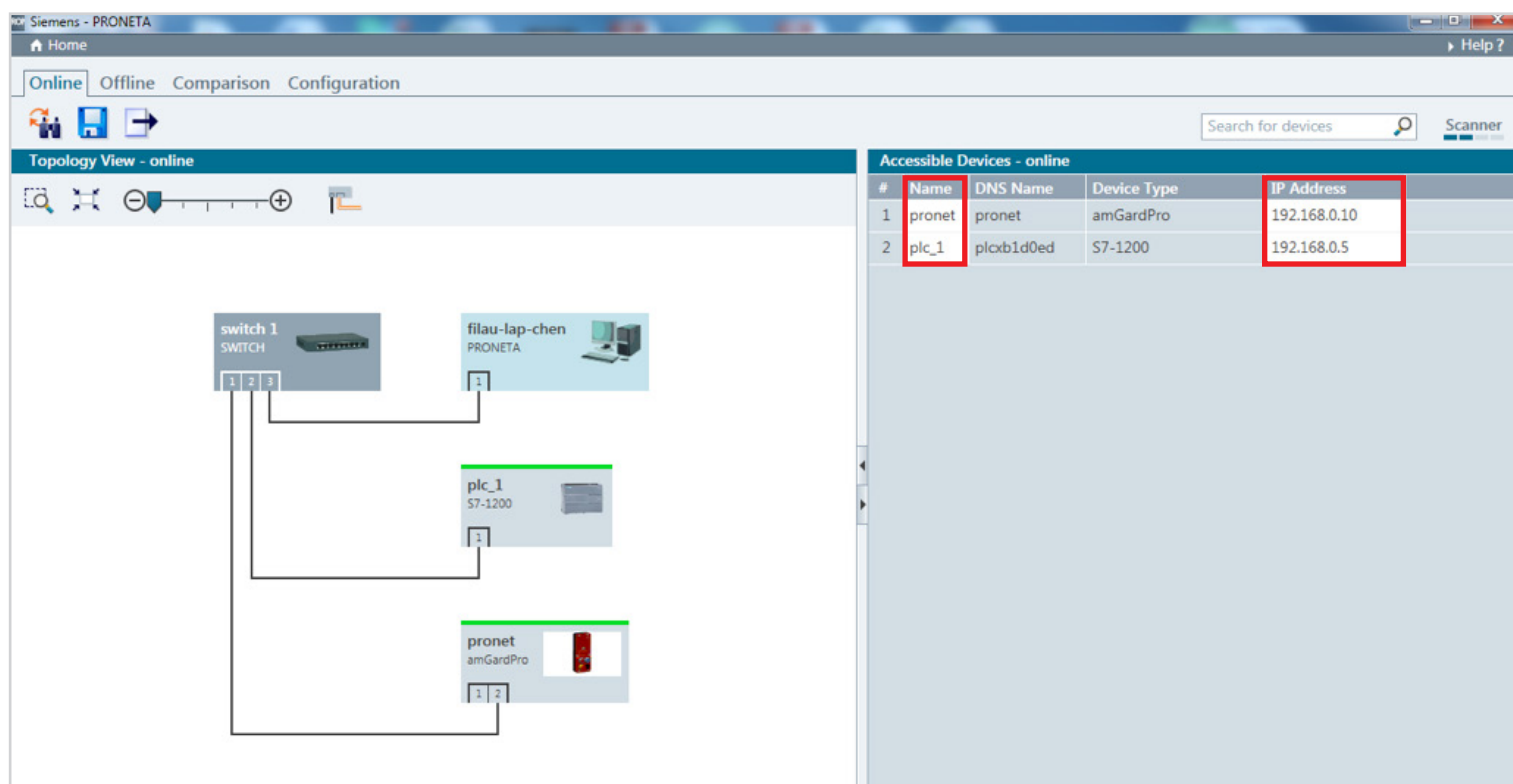 Siemens - PRONETA
Home
Help ?
Online Offline Comparison Configuration
Search for devices
Scanner
Topology View - online
Accessible Devices - online
# Name DNS Name Device Type IP Address
1 pronet pronet amGardPro 192.168.0.10
2 plc_1 plcxb1d0ed S7-1200 192.168.0.5
switch 1
SWITCH
1 2 3
filau-lap-chen
PRONETA
1
plc_1
S7-1200
1
pronet
amGardPro
1 2